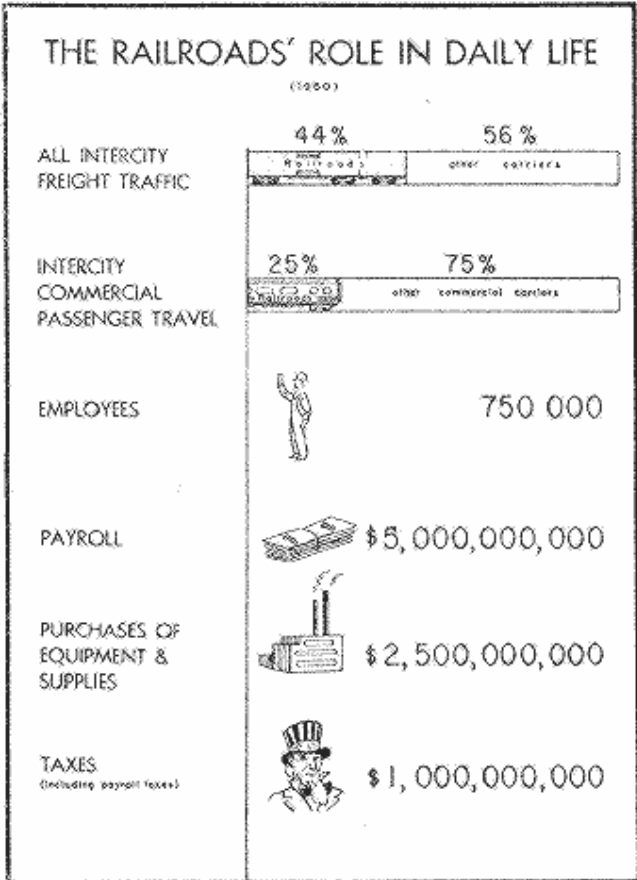 THE RAILROADS' ROLE IN DAILY LIFE
(1960)
44% 56%
ALL INTERCITY
FREIGHT TRAFFIC
Railroads other carriers
25% 75%
INTERCITY
COMMERCIAL
PASSENGER TRAVEL
Railroads other commercial carriers
EMPLOYEES 750 000
PAYROLL $5,000,000,000
PURCHASES OF
EQUIPMENT &
SUPPLIES
$2,500,000,000
TAXES
(including payroll taxes)
$1,000,000,000